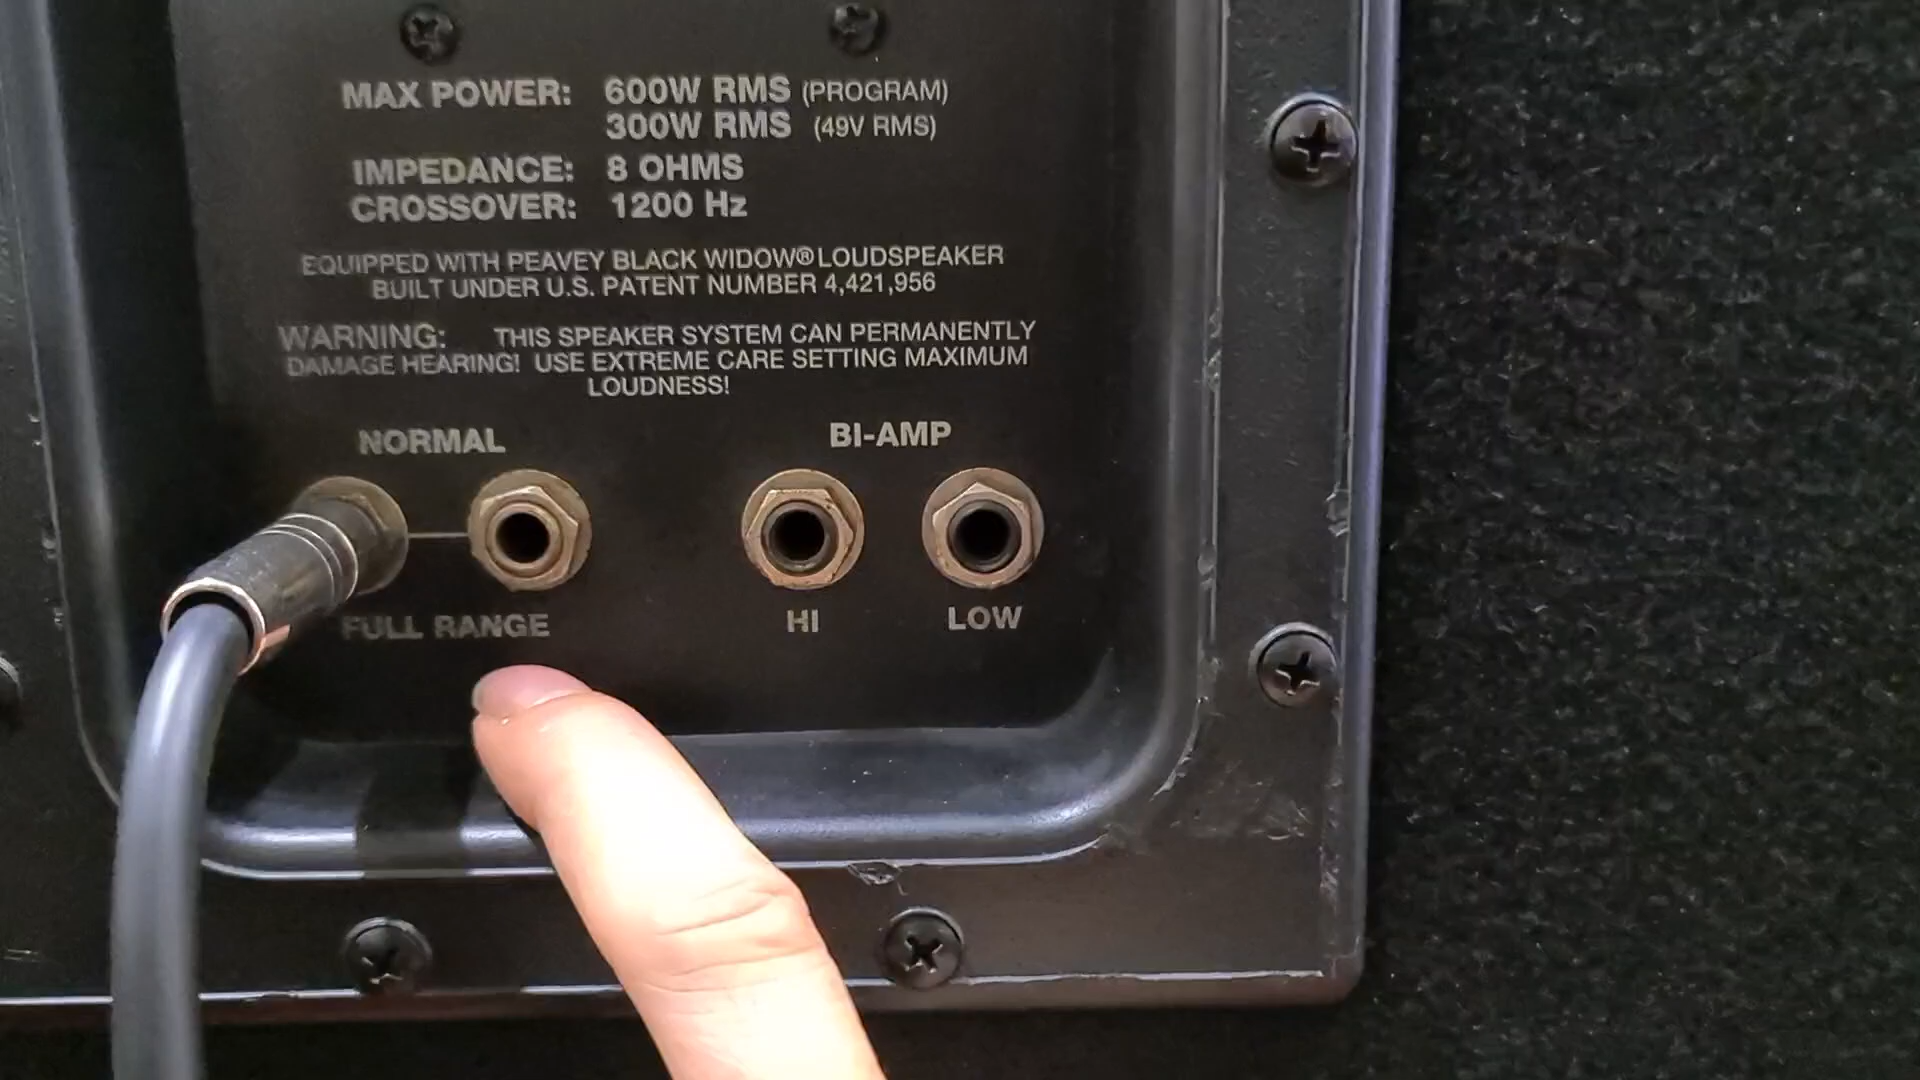 MAX POWER: 600W RMS (PROGRAM)
300W RMS (49V RMS)
IMPEDANCE: 8 OHMS
CROSSOVER: 1200 Hz
EQUIPPED WITH PEAVEY BLACK WIDOW® LOUDSPEAKER
BUILT UNDER U.S. PATENT NUMBER 4,421,956
WARNING: THIS SPEAKER SYSTEM CAN PERMANENTLY
DAMAGE HEARING! USE EXTREME CARE SETTING MAXIMUM
LOUDNESS!
NORMAL BI-AMP
FULL RANGE HI LOW